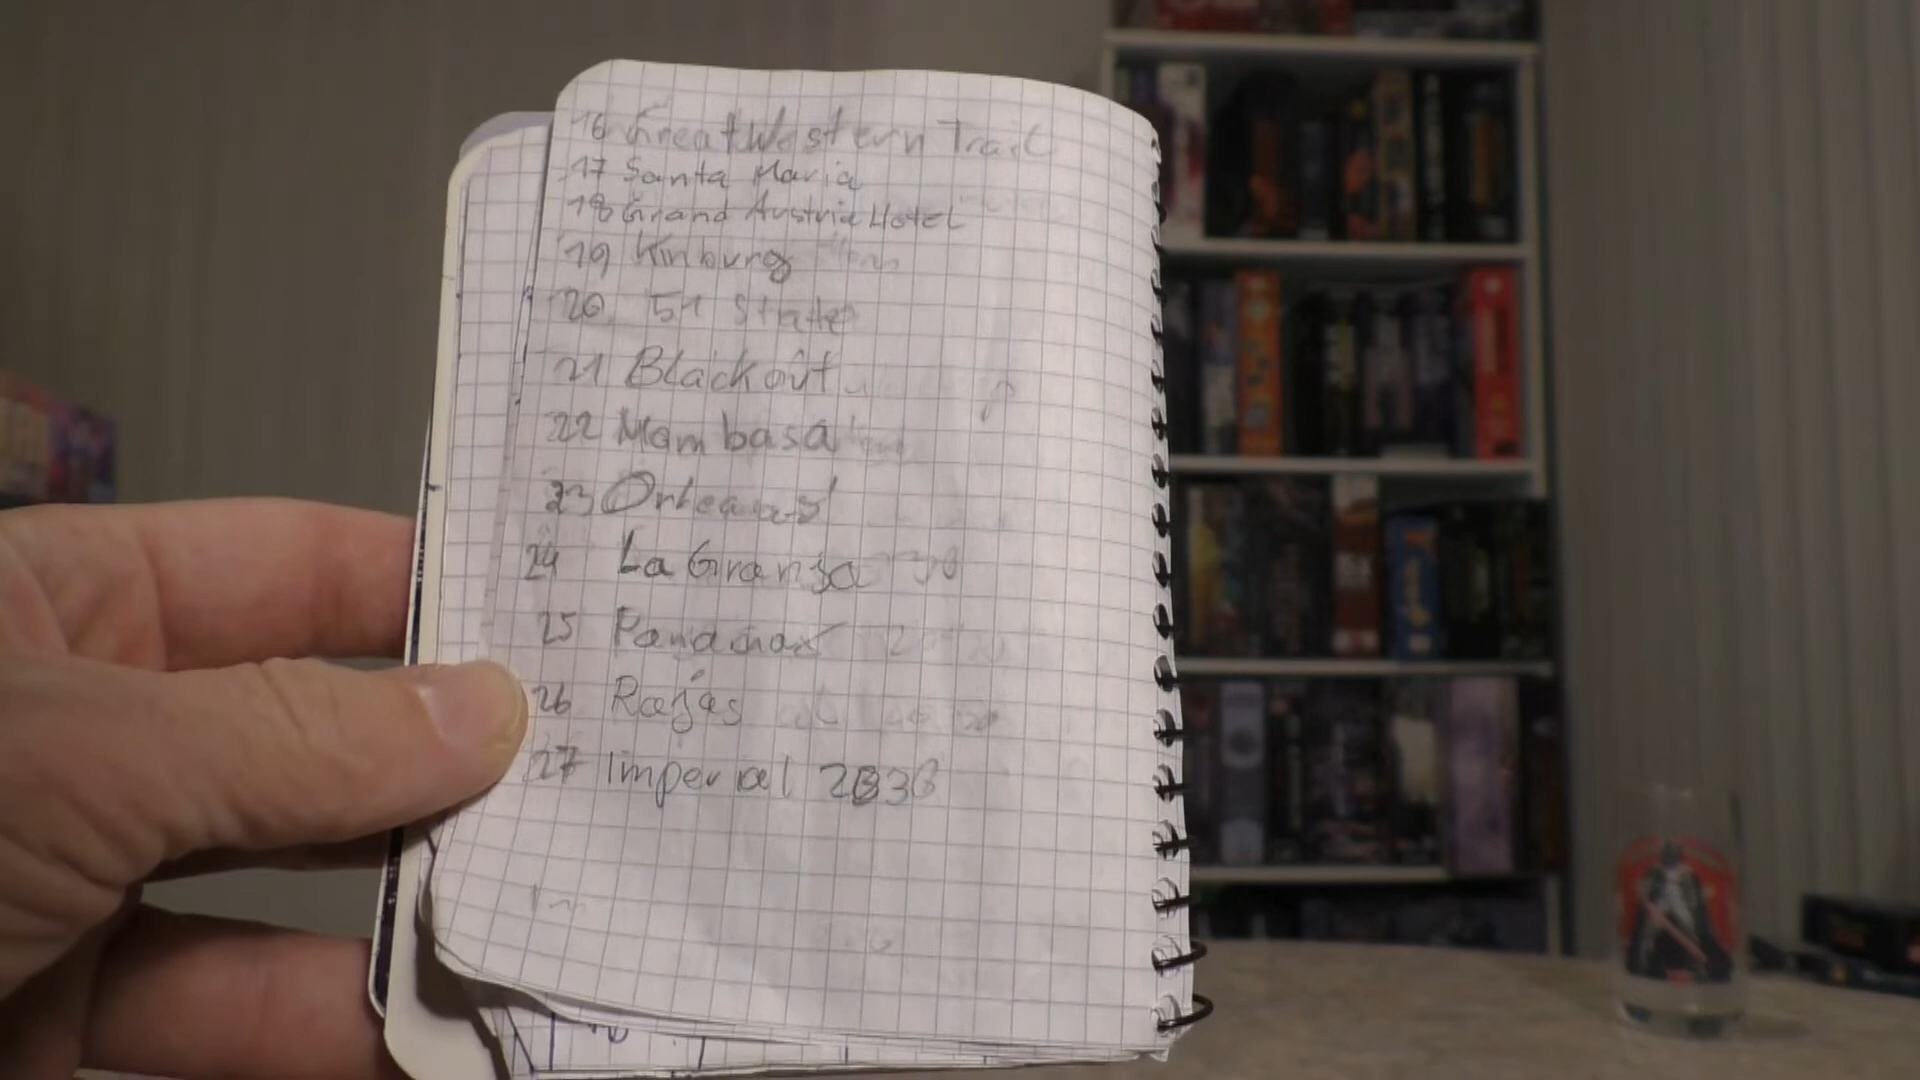 16 Great Western Trail
17 Santa Maria
18 Grand Austria Hotel
19
20 51 State
21 Blackout
22 Mombasa
23 Orleans
24 La Granja
25 Panamax
26 Rajas
27 Imperial 2030